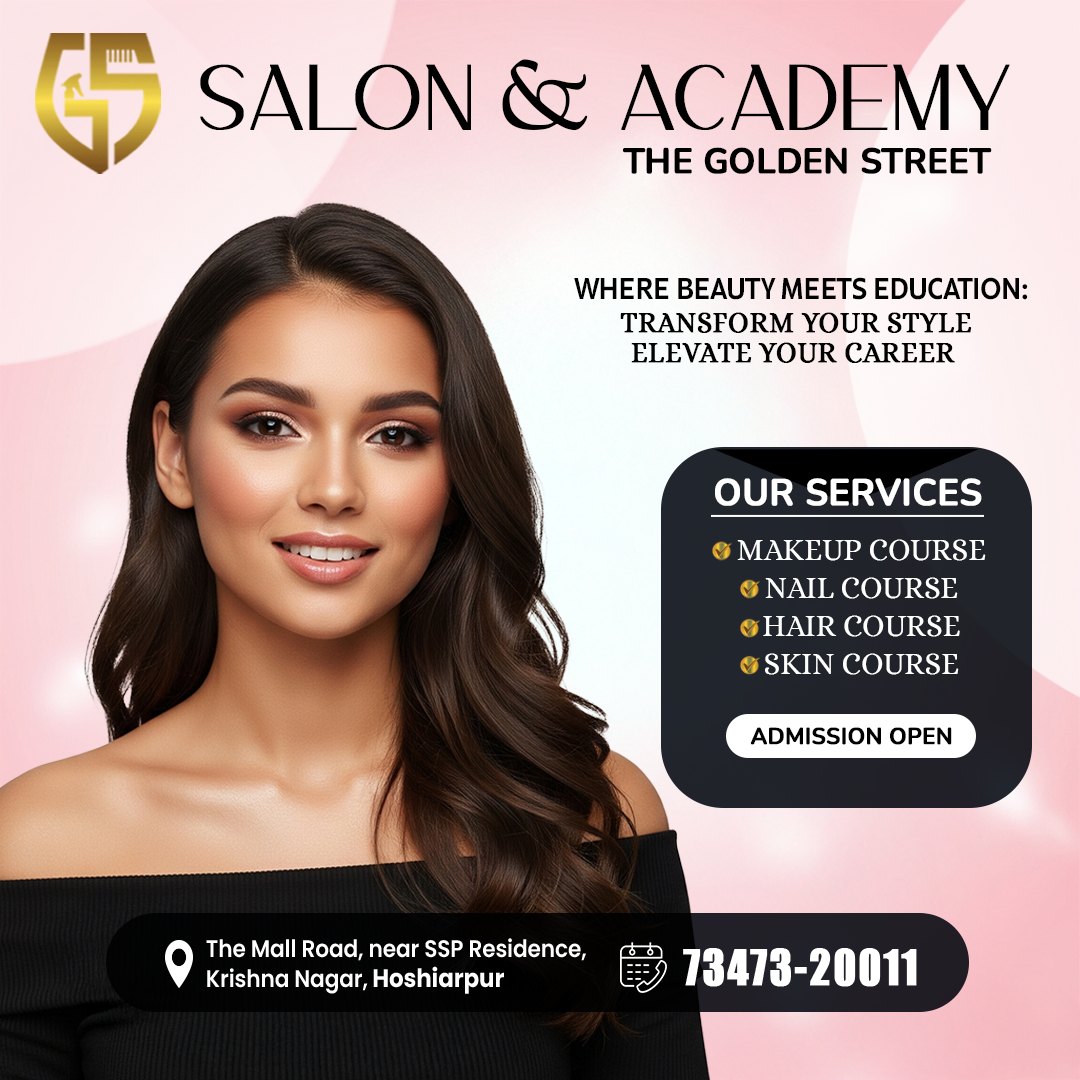 GS
SALON & ACADEMY
THE GOLDEN STREET
WHERE BEAUTY MEETS EDUCATION:
TRANSFORM YOUR STYLE
ELEVATE YOUR CAREER
OUR SERVICES
MAKEUP COURSE
NAIL COURSE
HAIR COURSE
SKIN COURSE
ADMISSION OPEN
The Mall Road, near SSP Residence,
Krishna Nagar, Hoshiarpur
73473-20011